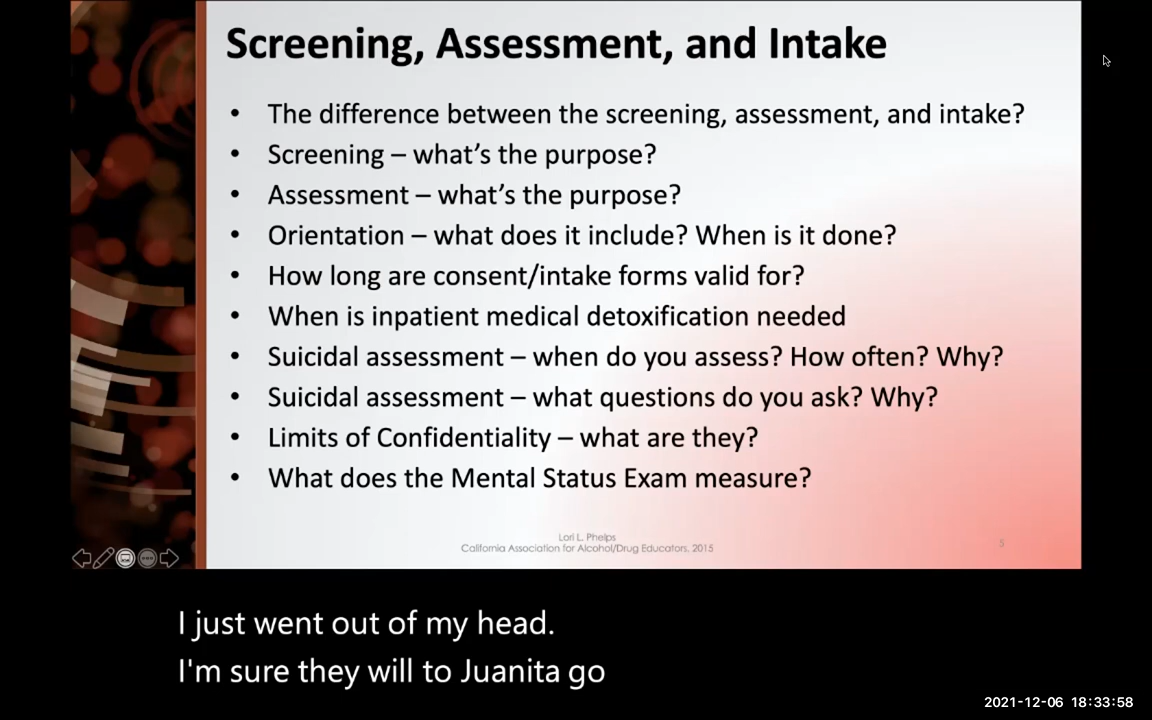 Screening, Assessment, and Intake
• The difference between the screening, assessment, and intake?
• Screening – what's the purpose?
• Assessment – what's the purpose?
• Orientation – what does it include? When is it done?
• How long are consent/intake forms valid for?
• When is inpatient medical detoxification needed
• Suicidal assessment – when do you assess? How often? Why?
• Suicidal assessment – what questions do you ask? Why?
• Limits of Confidentiality – what are they?
• What does the Mental Status Exam measure?
Lori L. Phelps
California Association for Alcohol/Drug Educators, 2015
5
I just went out of my head.
I'm sure they will to Juanita go
2021-12-06 18:33:58